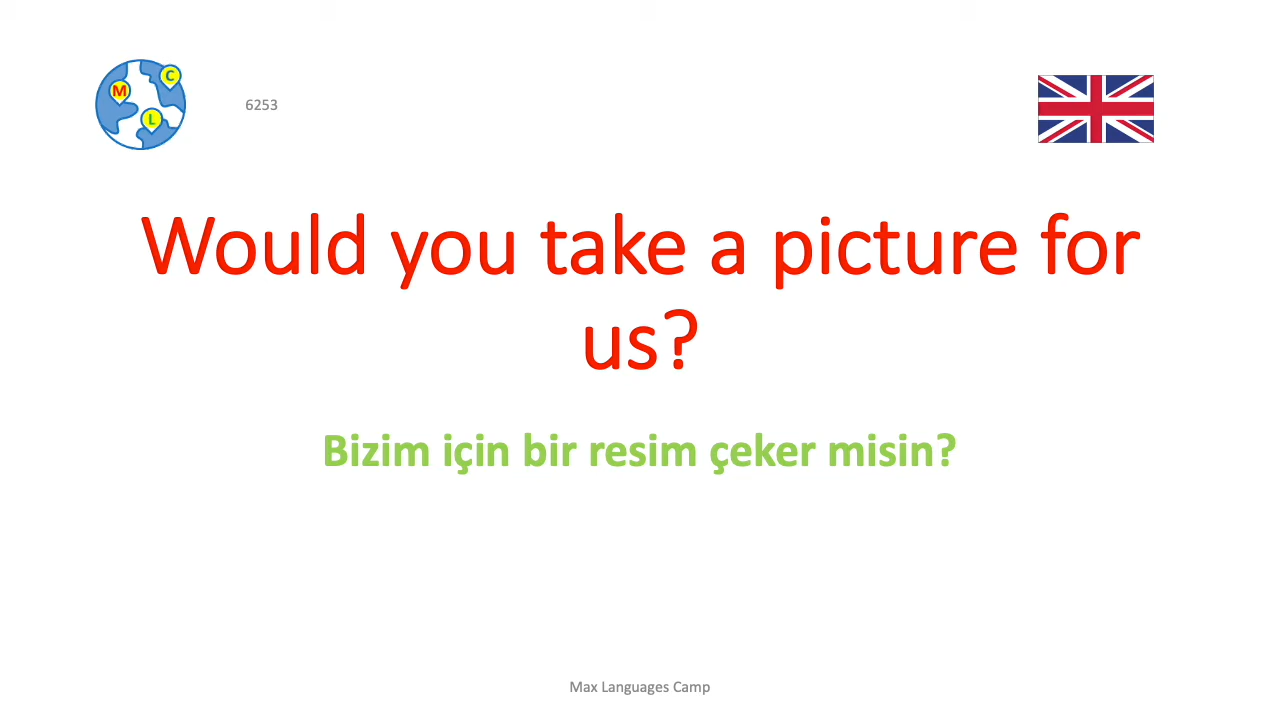 M
C
L
6253
Would you take a picture for
us?
Bizim için bir resim çeker misin?
Max Languages Camp